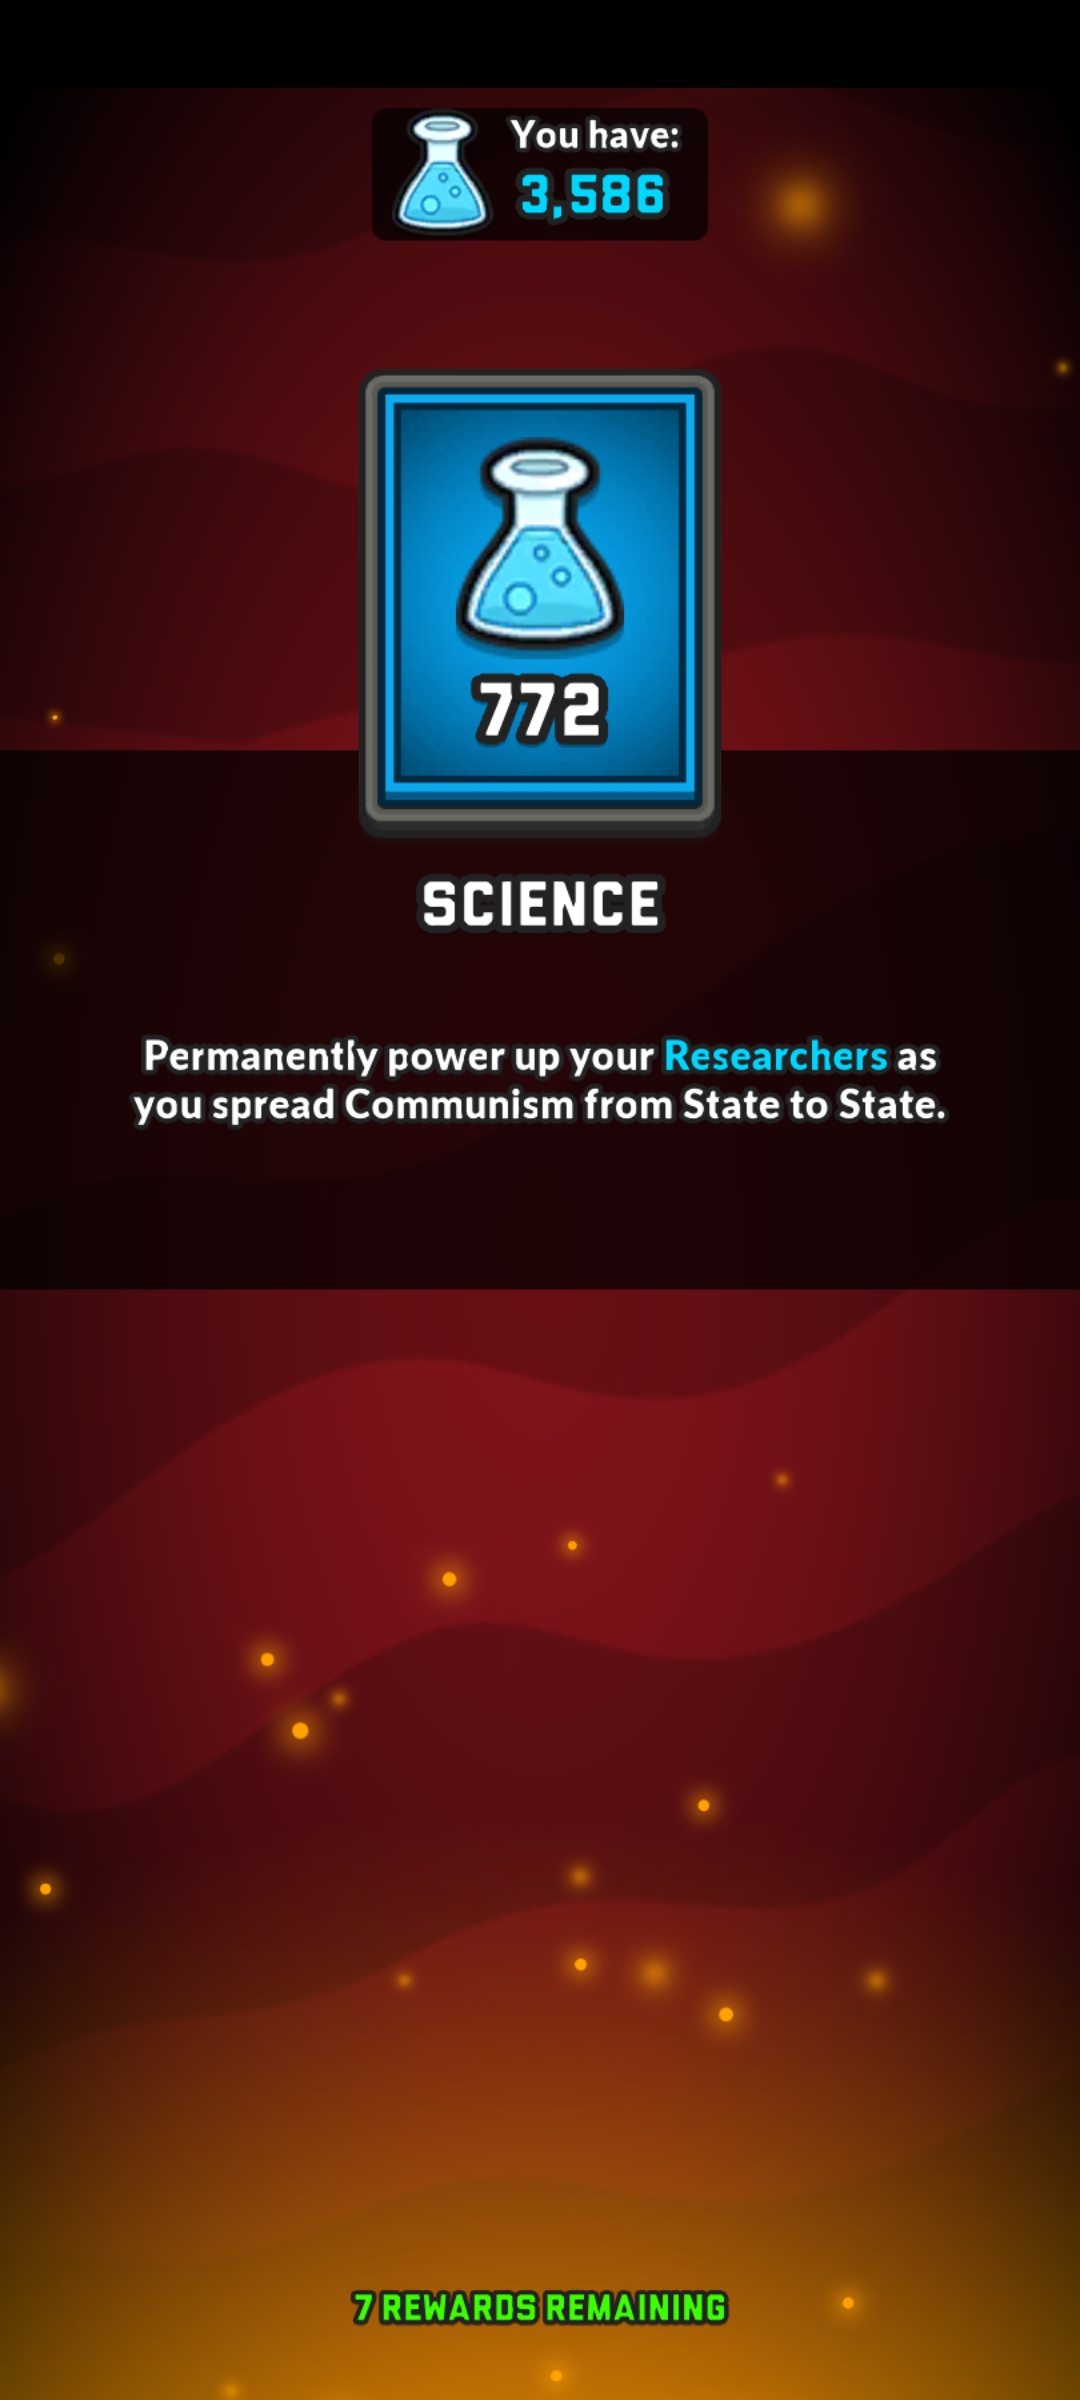 You have:
3,586
772
SCIENCE
Permanently power up your Researchers as
you spread Communism from State to State.
7 REWARDS REMAINING